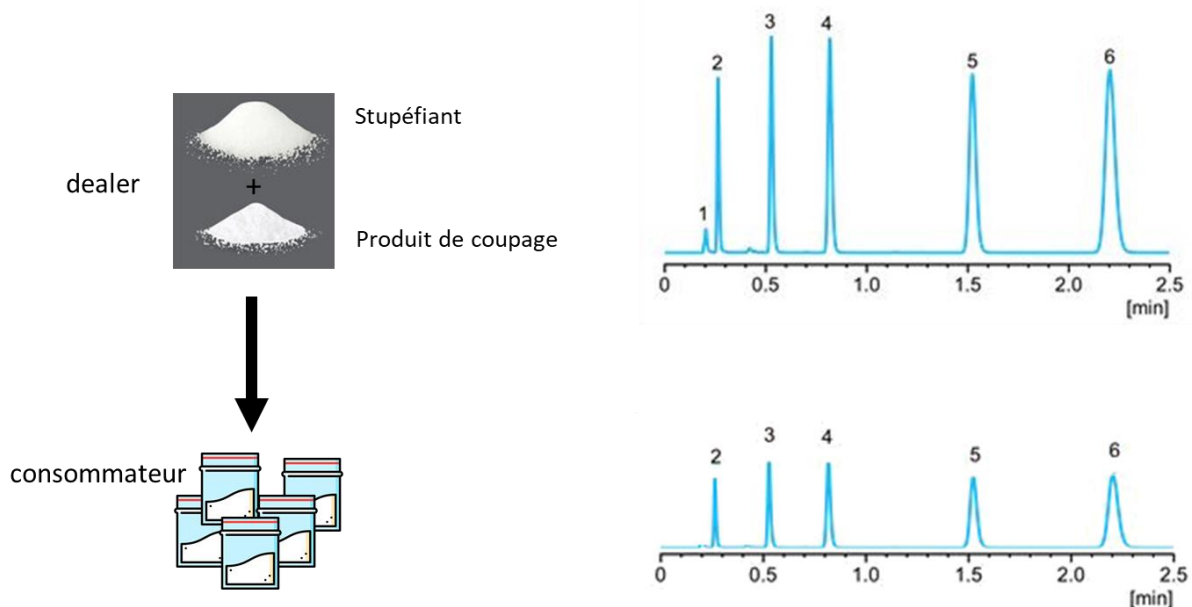 Stupéfiant
dealer
+
Produit de coupage
consommateur
1 2 3 4 5 6
0 0.5 1.0 1.5 2.0 2.5
[min]
2 3 4 5 6
0 0.5 1.0 1.5 2.0 2.5
[min]